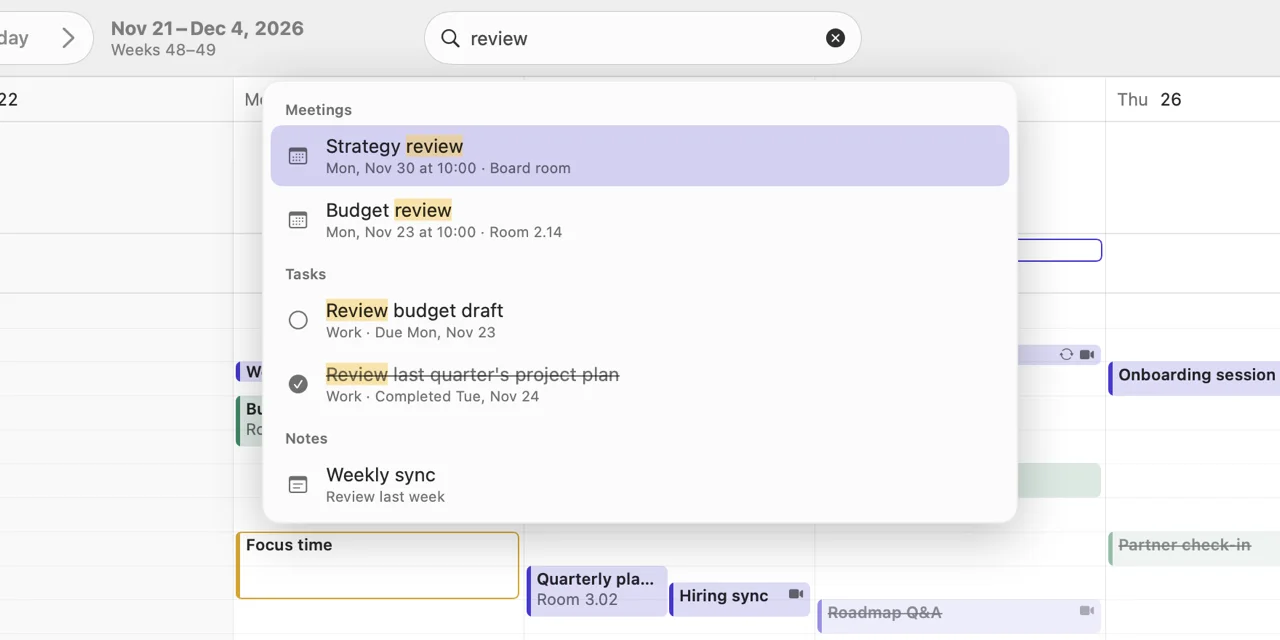 day
Nov 21–Dec 4, 2026
Weeks 48–49
review
22
Thu 26
Meetings
Strategy review
Mon, Nov 30 at 10:00 · Board room
Budget review
Mon, Nov 23 at 10:00 · Room 2.14
Tasks
Review budget draft
Work · Due Mon, Nov 23
Review last quarter's project plan
Work · Completed Tue, Nov 24
Notes
Weekly sync
Review last week
Onboarding session
Focus time
Quarterly pla...
Room 3.02
Hiring sync
Roadmap Q&A
Partner check-in